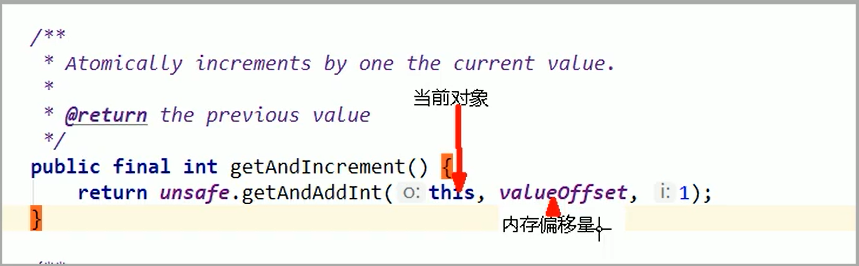 /**
* Atomically increments by one the current value.
*
* @return the previous value
*/
当前对象
public final int getAndIncrement() {
return unsafe.getAndAddInt( o: this, valueOffset, i: 1);
}
内存偏移量
/**